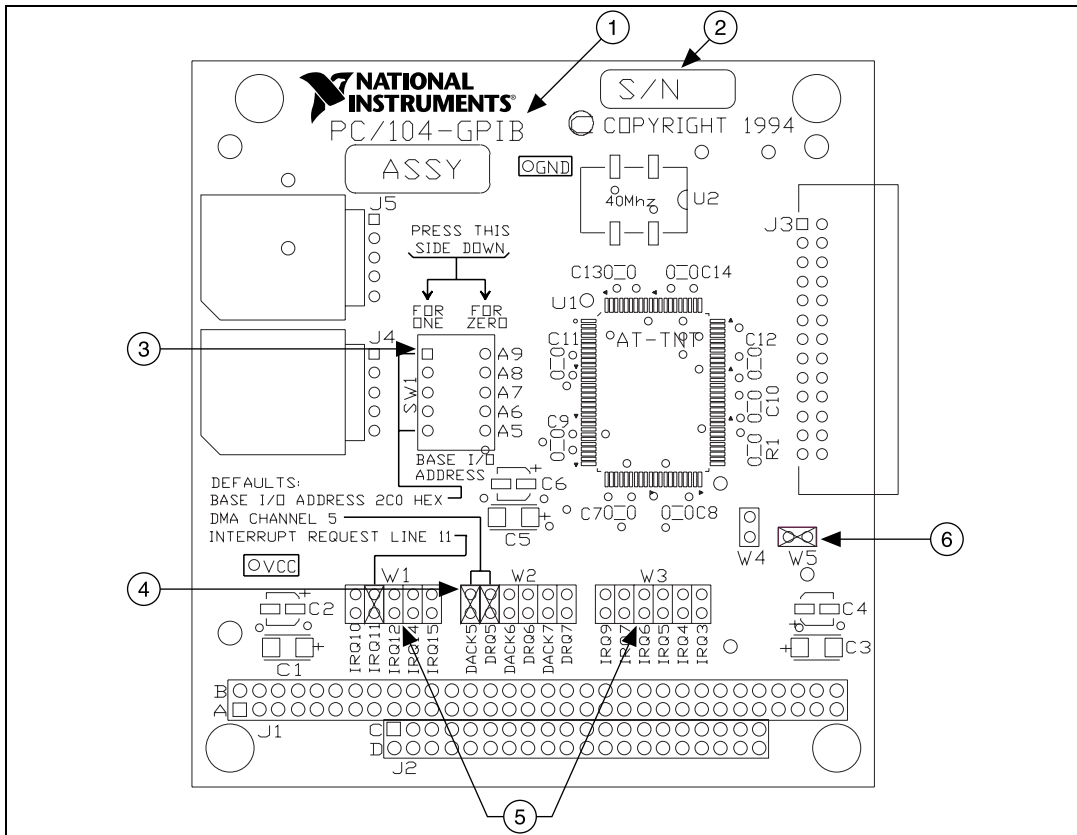 1
2
NATIONAL
INSTRUMENTS®
S/N
PC/104-GPIB
© COPYRIGHT 1994
ASSY
GND
40Mhz
U2
J5
J3
PRESS THIS
SIDE DOWN
C13
C14
FOR
ONE
FOR
ZERO
U1
3
J4
C11
AT-TNT
C12
SW1
A9
A8
A7
A6
A5
C9
C10
R1
BASE I/O
ADDRESS
C6
DEFAULTS:
BASE I/O ADDRESS 2C0 HEX
DMA CHANNEL 5
INTERRUPT REQUEST LINE 11
C5
C7
C8
W4
W5
6
VCC
4
W1
W2
W3
C2
C4
C1
C3
IRQ10
IRQ11
IRQ12
IRQ14
IRQ15
DACK5
DRQ5
DACK6
DRQ6
DACK7
DRQ7
IRQ9
IRQ7
IRQ6
IRQ5
IRQ4
IRQ3
B
A
J1
C
D
J2
5